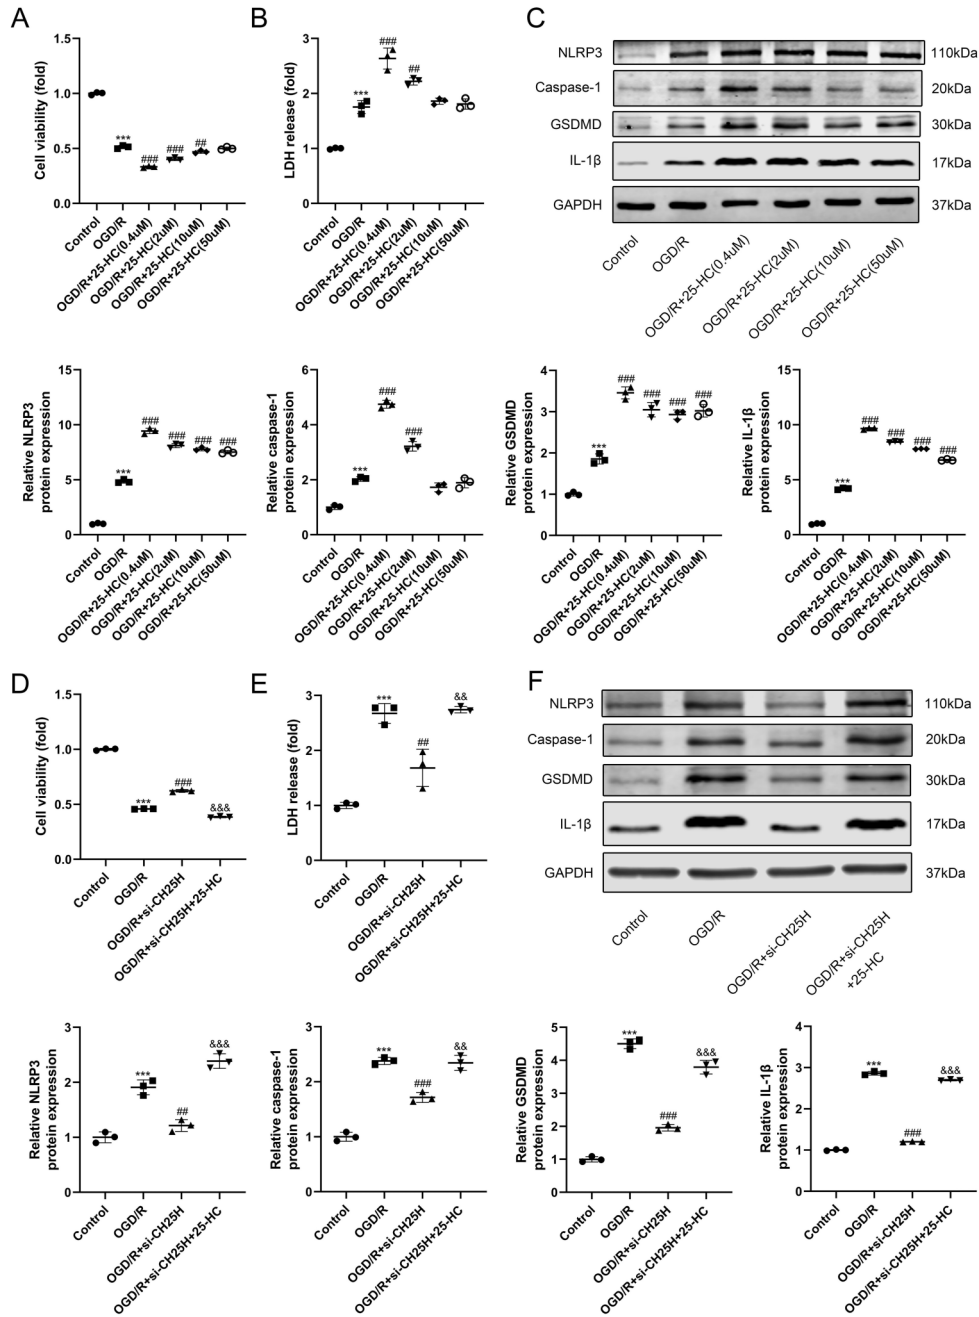 A
Cell viability (fold)
1.5
1.0
0.5
0.0
***
###
###
##
Control
OGD/R
OGD/R+25-HC(0.4uM)
OGD/R+25-HC(2uM)
OGD/R+25-HC(10uM)
OGD/R+25-HC(50uM)
B
LDH release (fold)
3
2
1
0
***
###
##
Control
OGD/R
OGD/R+25-HC(0.4uM)
OGD/R+25-HC(2uM)
OGD/R+25-HC(10uM)
OGD/R+25-HC(50uM)
C
NLRP3 110kDa
Caspase-1 20kDa
GSDMD 30kDa
IL-1β 17kDa
GAPDH 37kDa
Control
OGD/R
OGD/R+25-HC(0.4uM)
OGD/R+25-HC(2uM)
OGD/R+25-HC(10uM)
OGD/R+25-HC(50uM)
Relative NLRP3
protein expression
15
10
5
0
***
###
###
###
###
Control
OGD/R
OGD/R+25-HC(0.4uM)
OGD/R+25-HC(2uM)
OGD/R+25-HC(10uM)
OGD/R+25-HC(50uM)
Relative caspase-1
protein expression
6
4
2
0
***
###
###
Control
OGD/R
OGD/R+25-HC(0.4uM)
OGD/R+25-HC(2uM)
OGD/R+25-HC(10uM)
OGD/R+25-HC(50uM)
Relative GSDMD
protein expression
4
3
2
1
0
***
###
###
###
###
Control
OGD/R
OGD/R+25-HC(0.4uM)
OGD/R+25-HC(2uM)
OGD/R+25-HC(10uM)
OGD/R+25-HC(50uM)
Relative IL-1β
protein expression
15
10
5
0
***
###
###
###
###
Control
OGD/R
OGD/R+25-HC(0.4uM)
OGD/R+25-HC(2uM)
OGD/R+25-HC(10uM)
OGD/R+25-HC(50uM)
D
Cell viability (fold)
1.5
1.0
0.5
0.0
***
###
&&&
Control
OGD/R
OGD/R+si-CH25H
OGD/R+si-CH25H+25-HC
E
LDH release (fold)
3
2
1
0
***
##
&&
Control
OGD/R
OGD/R+si-CH25H
OGD/R+si-CH25H+25-HC
F
NLRP3 110kDa
Caspase-1 20kDa
GSDMD 30kDa
IL-1β 17kDa
GAPDH 37kDa
Control
OGD/R
OGD/R+si-CH25H
OGD/R+si-CH25H
+25-HC
Relative NLRP3
protein expression
3
2
1
0
***
##
&&&
Control
OGD/R
OGD/R+si-CH25H
OGD/R+si-CH25H+25-HC
Relative caspase-1
protein expression
3
2
1
0
***
###
&&
Control
OGD/R
OGD/R+si-CH25H
OGD/R+si-CH25H+25-HC
Relative GSDMD
protein expression
5
4
3
2
1
0
***
###
&&&
Control
OGD/R
OGD/R+si-CH25H
OGD/R+si-CH25H+25-HC
Relative IL-1β
protein expression
4
3
2
1
0
***
###
&&&
Control
OGD/R
OGD/R+si-CH25H
OGD/R+si-CH25H+25-HC